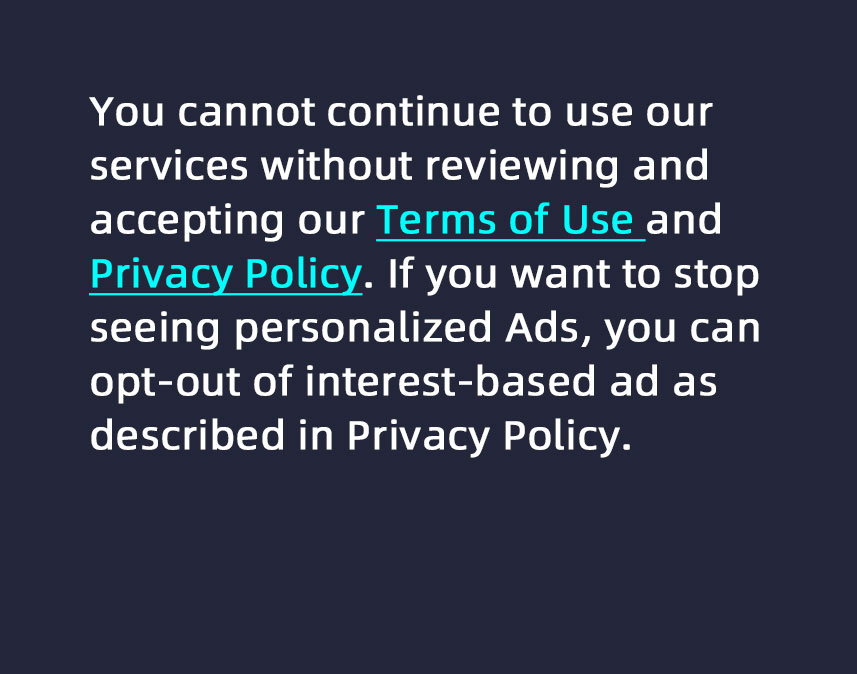 You cannot continue to use our
services without reviewing and
accepting our Terms of Use and
Privacy Policy. If you want to stop
seeing personalized Ads, you can
opt-out of interest-based ad as
described in Privacy Policy.